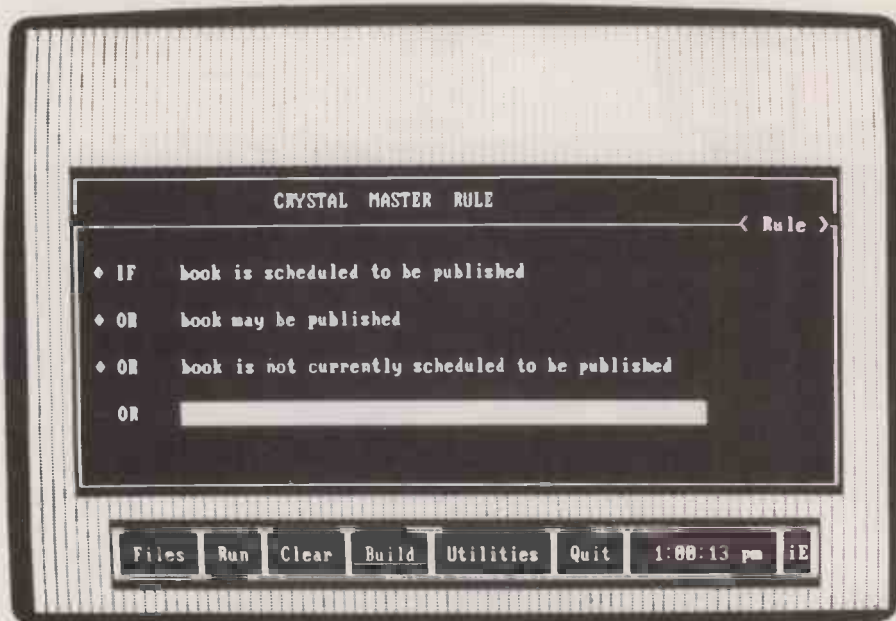 CRYSTAL MASTER RULE
< Rule >
♦ IF book is scheduled to be published
♦ OR book may be published
♦ OR book is not currently scheduled to be published
OR
Files Run Clear Build Utilities Quit 1:00:13 pm iE